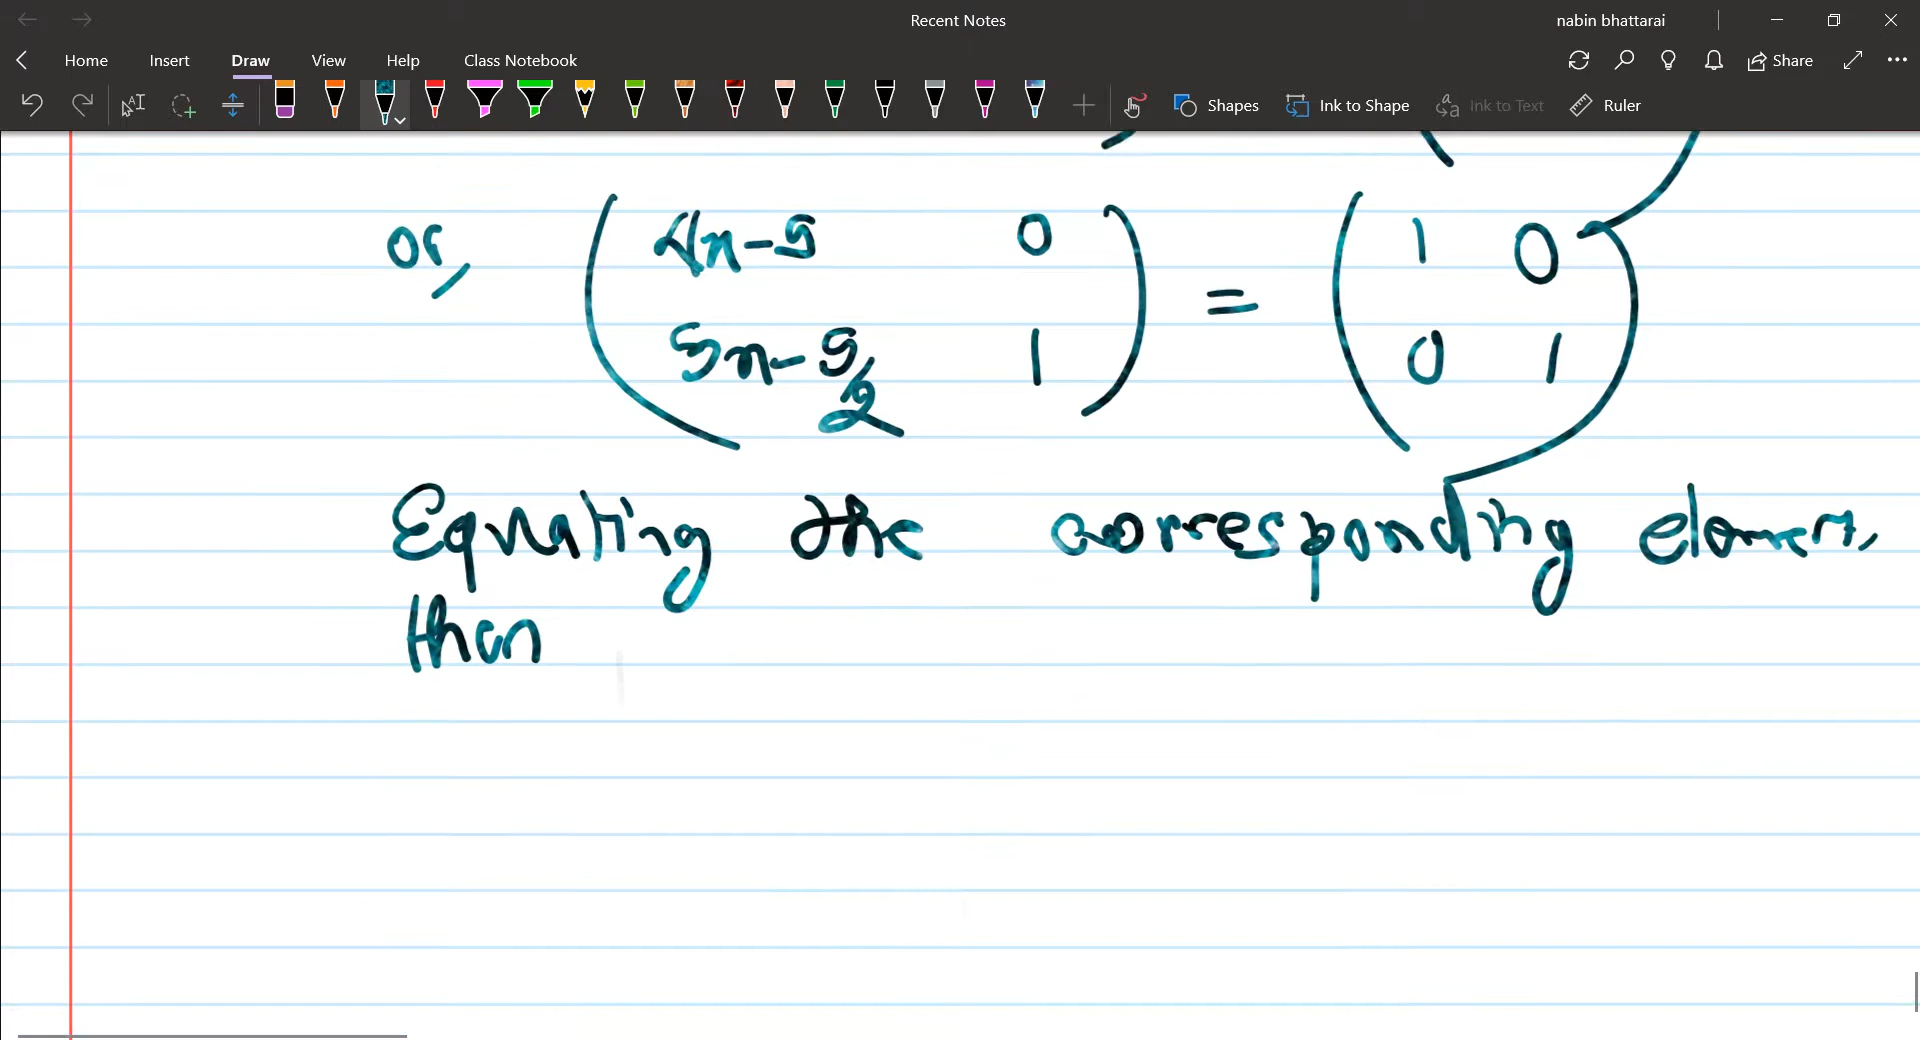 Recent Notes nabin bhattarai
Home Insert Draw View Help Class Notebook Share
Shapes Ink to Shape Ink to Text Ruler
or, ( 4x-5 0 ) = ( 1 0 )
5x-5/2 1 0 1
Equating the corresponding element,
then